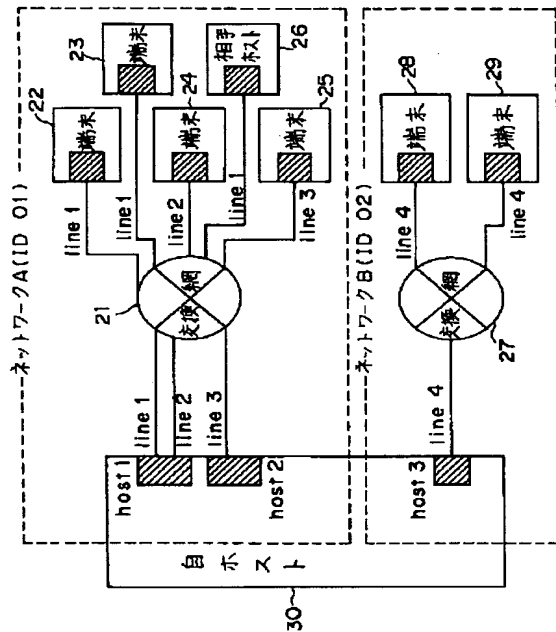 ネットワークA(ID 01)
22
端末
23
端末
24
端末
相手ホスト
26
端末
25
line 1
line 1
line 2
line 1
line 3
21
交換網
line 1
line 2
line 3
host 1
host 2
自ホスト
30
ネットワークB(ID 02)
host 3
line 4
交換網
27
line 4
line 4
端末
28
端末
29